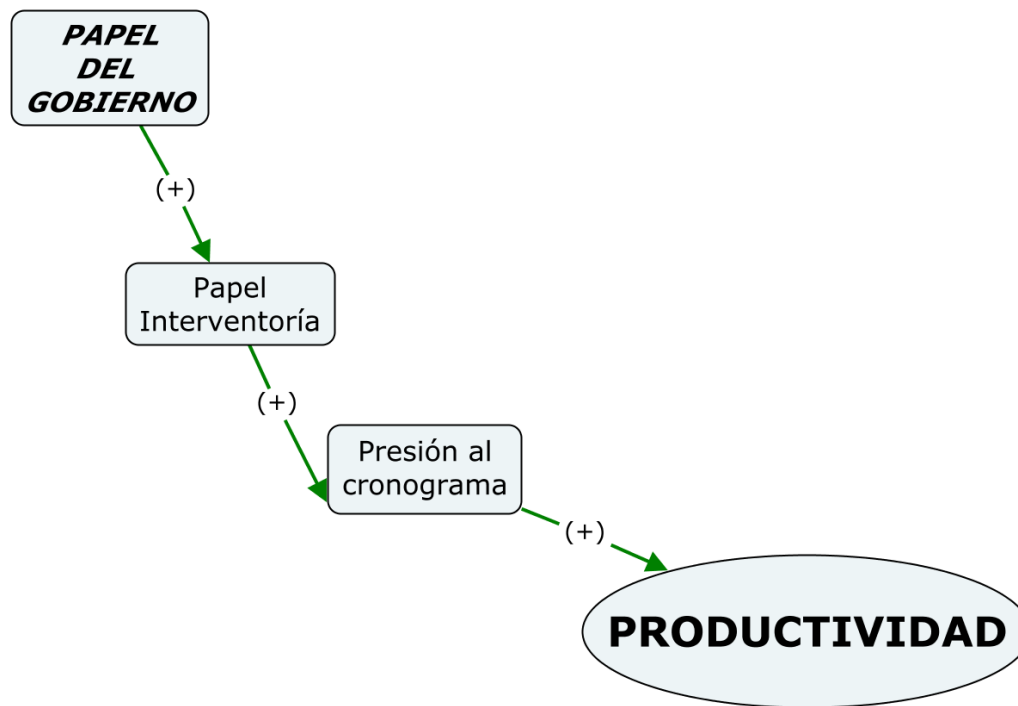 PAPEL
DEL
GOBIERNO
(+)
Papel
Interventoría
(+)
Presión al
cronograma
(+)
PRODUCTIVIDAD